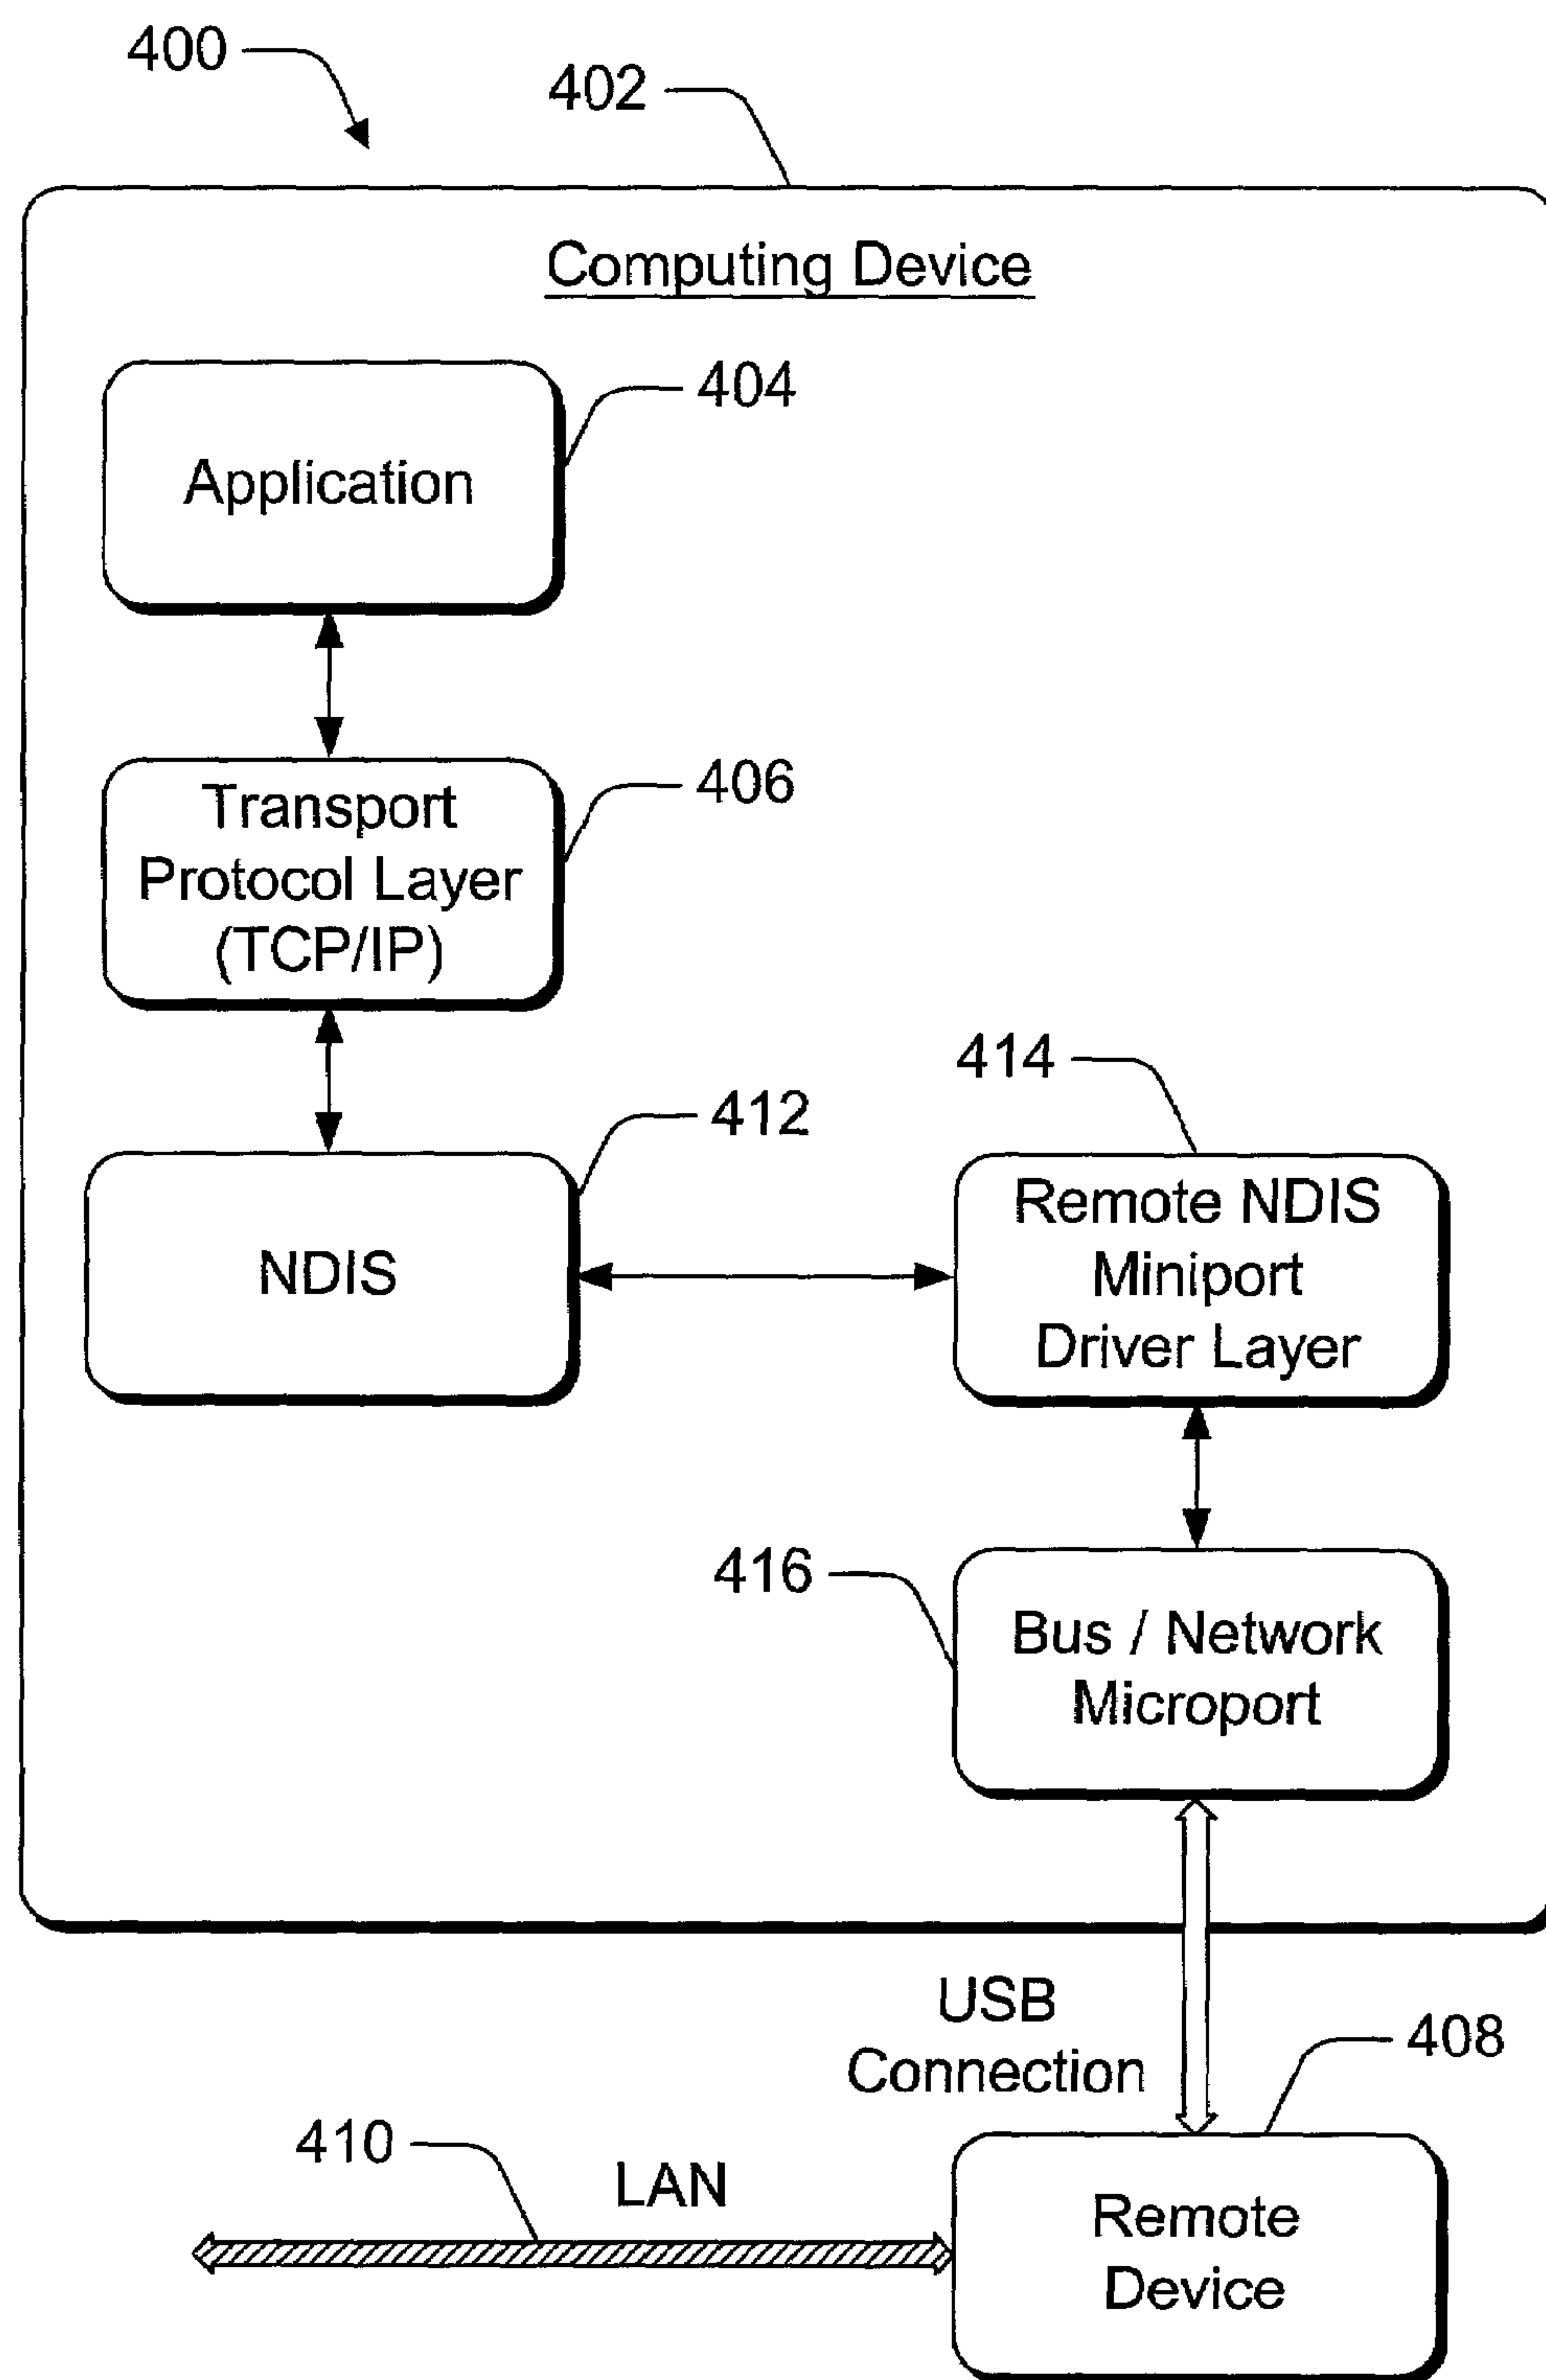 400
402
Computing Device
404
Application
406
Transport
Protocol Layer
(TCP/IP)
412
NDIS
414
Remote NDIS
Miniport
Driver Layer
416
Bus / Network
Microport
USB
Connection
408
410
LAN
Remote
Device